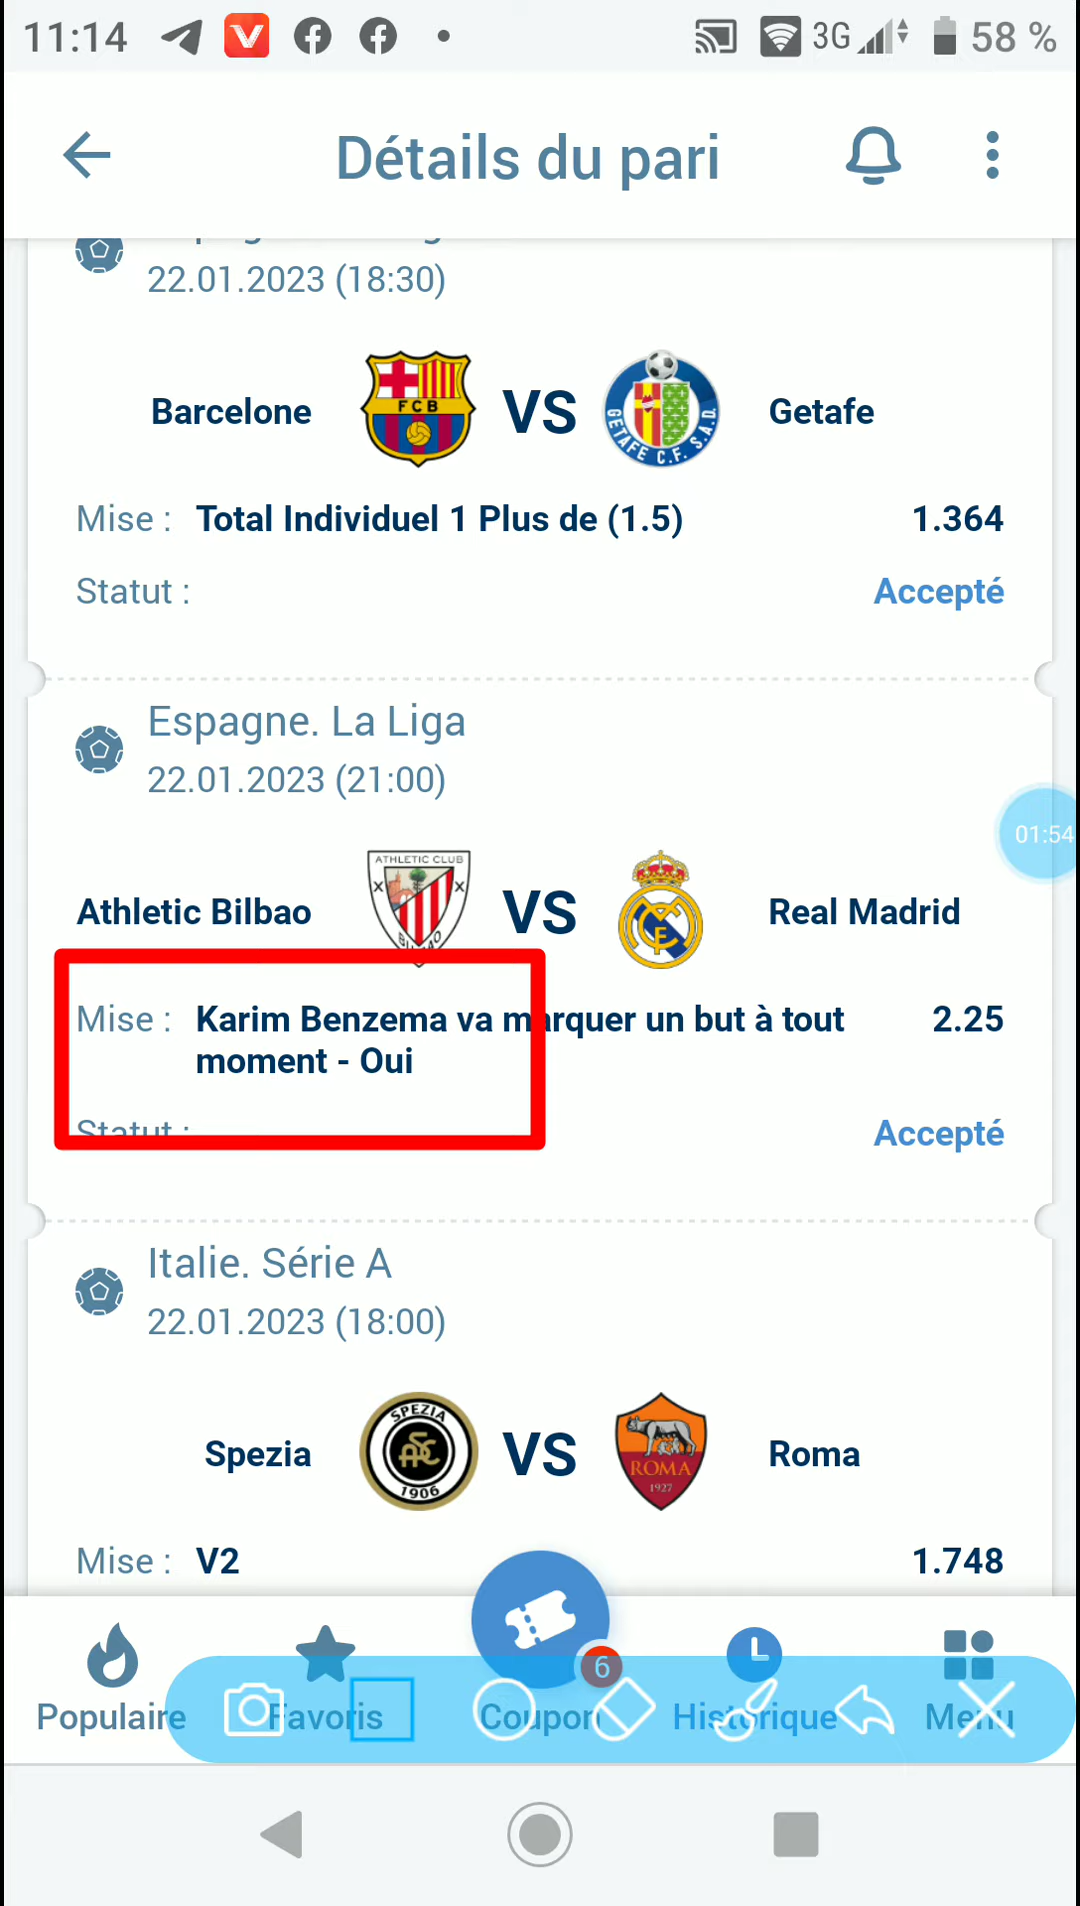 11:14
3G
58 %
Détails du pari
22.01.2023 (18:30)
Barcelone
FCB
VS
GETAFE C.F. S.A.D.
Getafe
Mise : Total Individuel 1 Plus de (1.5) 1.364
Statut : Accepté
Espagne. La Liga
22.01.2023 (21:00)
01:54
Athletic Bilbao
ATHLETIC CLUB
BILBAO
VS
Real Madrid
Mise : Karim Benzema va marquer un but à tout 2.25
moment - Oui
Statut : Accepté
Italie. Série A
22.01.2023 (18:00)
Spezia
SPEZIA
1906
VS
ROMA
1927
Roma
Mise : V2 1.748
6
Populaire Favoris Coupon Historique Menu